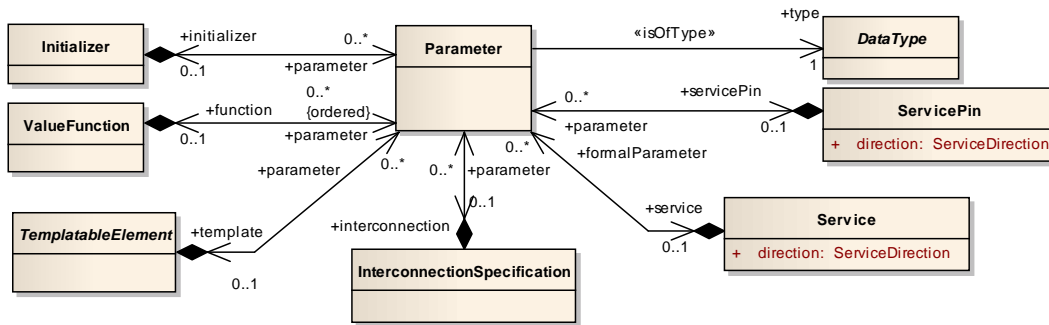 Initializer
+initializer
0..1
0..*
+parameter
Parameter
«isOfType»
+type
1
DataType
ValueFunction
+function
0..1
0..*
{ordered}
+parameter
0..*
+parameter
+servicePin
0..1
ServicePin
+ direction: ServiceDirection
TemplatableElement
+template
0..1
+parameter
0..*
0..*
+parameter
0..1
+interconnection
InterconnectionSpecification
+formalParameter
0..*
+service
0..1
Service
+ direction: ServiceDirection